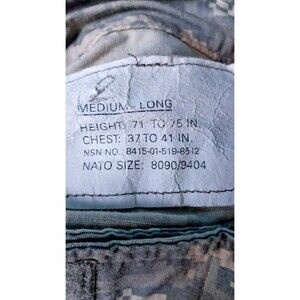 MEDIUM-LONG
HEIGHT: 71 TO 75 IN.
CHEST: 37 TO 41 IN.
NSN NO.: 8415-01-519-8512
NATO SIZE: 8090/9404